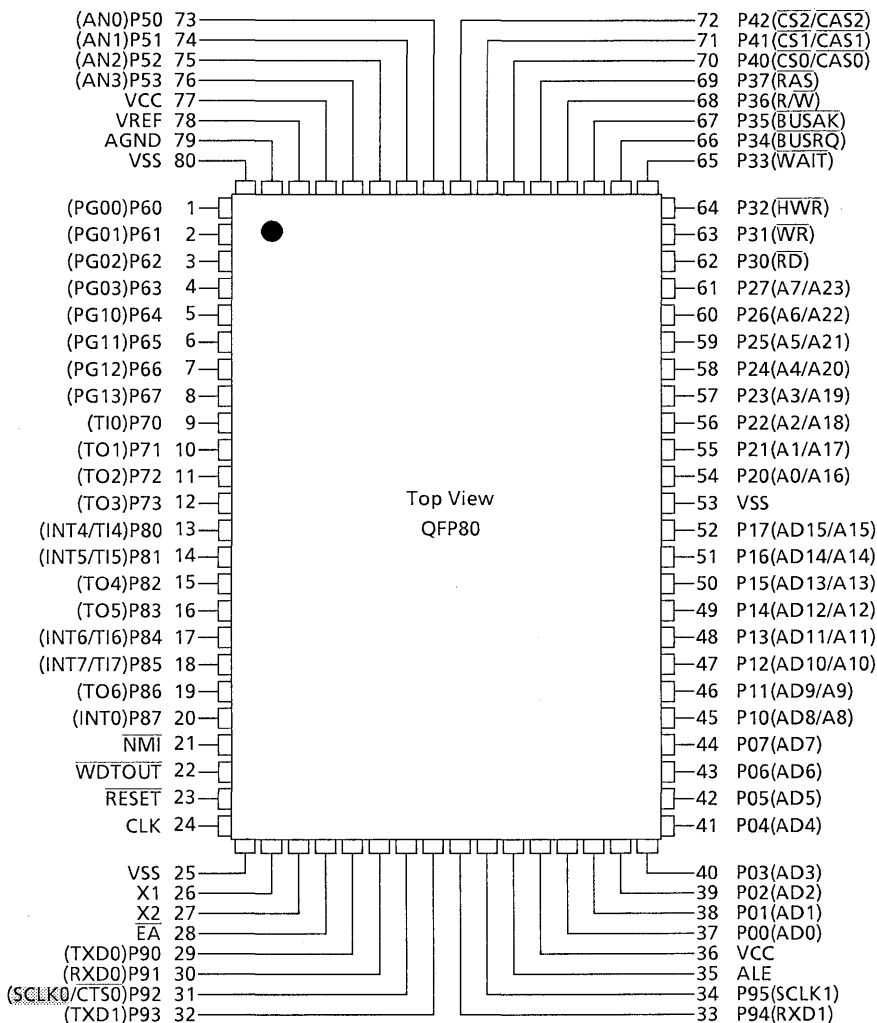 (AN0)P50 73
(AN1)P51 74
(AN2)P52 75
(AN3)P53 76
VCC 77
VREF 78
AGND 79
VSS 80
72 P42(CS2/CAS2)
71 P41(CS1/CAS1)
70 P40(CS0/CAS0)
69 P37(RAS)
68 P36(R/W)
67 P35(BUSAK)
66 P34(BUSRQ)
65 P33(WAIT)
(PG00)P60 1
(PG01)P61 2
(PG02)P62 3
(PG03)P63 4
(PG10)P64 5
(PG11)P65 6
(PG12)P66 7
(PG13)P67 8
(TI0)P70 9
(TO1)P71 10
(TO2)P72 11
(TO3)P73 12
(INT4/TI4)P80 13
(INT5/TI5)P81 14
(TO4)P82 15
(TO5)P83 16
(INT6/TI6)P84 17
(INT7/TI7)P85 18
(TO6)P86 19
(INT0)P87 20
NMI 21
WDTOUT 22
RESET 23
CLK 24
Top View
QFP80
64 P32(HWR)
63 P31(WR)
62 P30(RD)
61 P27(A7/A23)
60 P26(A6/A22)
59 P25(A5/A21)
58 P24(A4/A20)
57 P23(A3/A19)
56 P22(A2/A18)
55 P21(A1/A17)
54 P20(A0/A16)
53 VSS
52 P17(AD15/A15)
51 P16(AD14/A14)
50 P15(AD13/A13)
49 P14(AD12/A12)
48 P13(AD11/A11)
47 P12(AD10/A10)
46 P11(AD9/A9)
45 P10(AD8/A8)
44 P07(AD7)
43 P06(AD6)
42 P05(AD5)
41 P04(AD4)
VSS 25
X1 26
X2 27
EA 28
(TXD0)P90 29
(RXD0)P91 30
(SCLK0/CTS0)P92 31
(TXD1)P93 32
40 P03(AD3)
39 P02(AD2)
38 P01(AD1)
37 P00(AD0)
36 VCC
35 ALE
34 P95(SCLK1)
33 P94(RXD1)